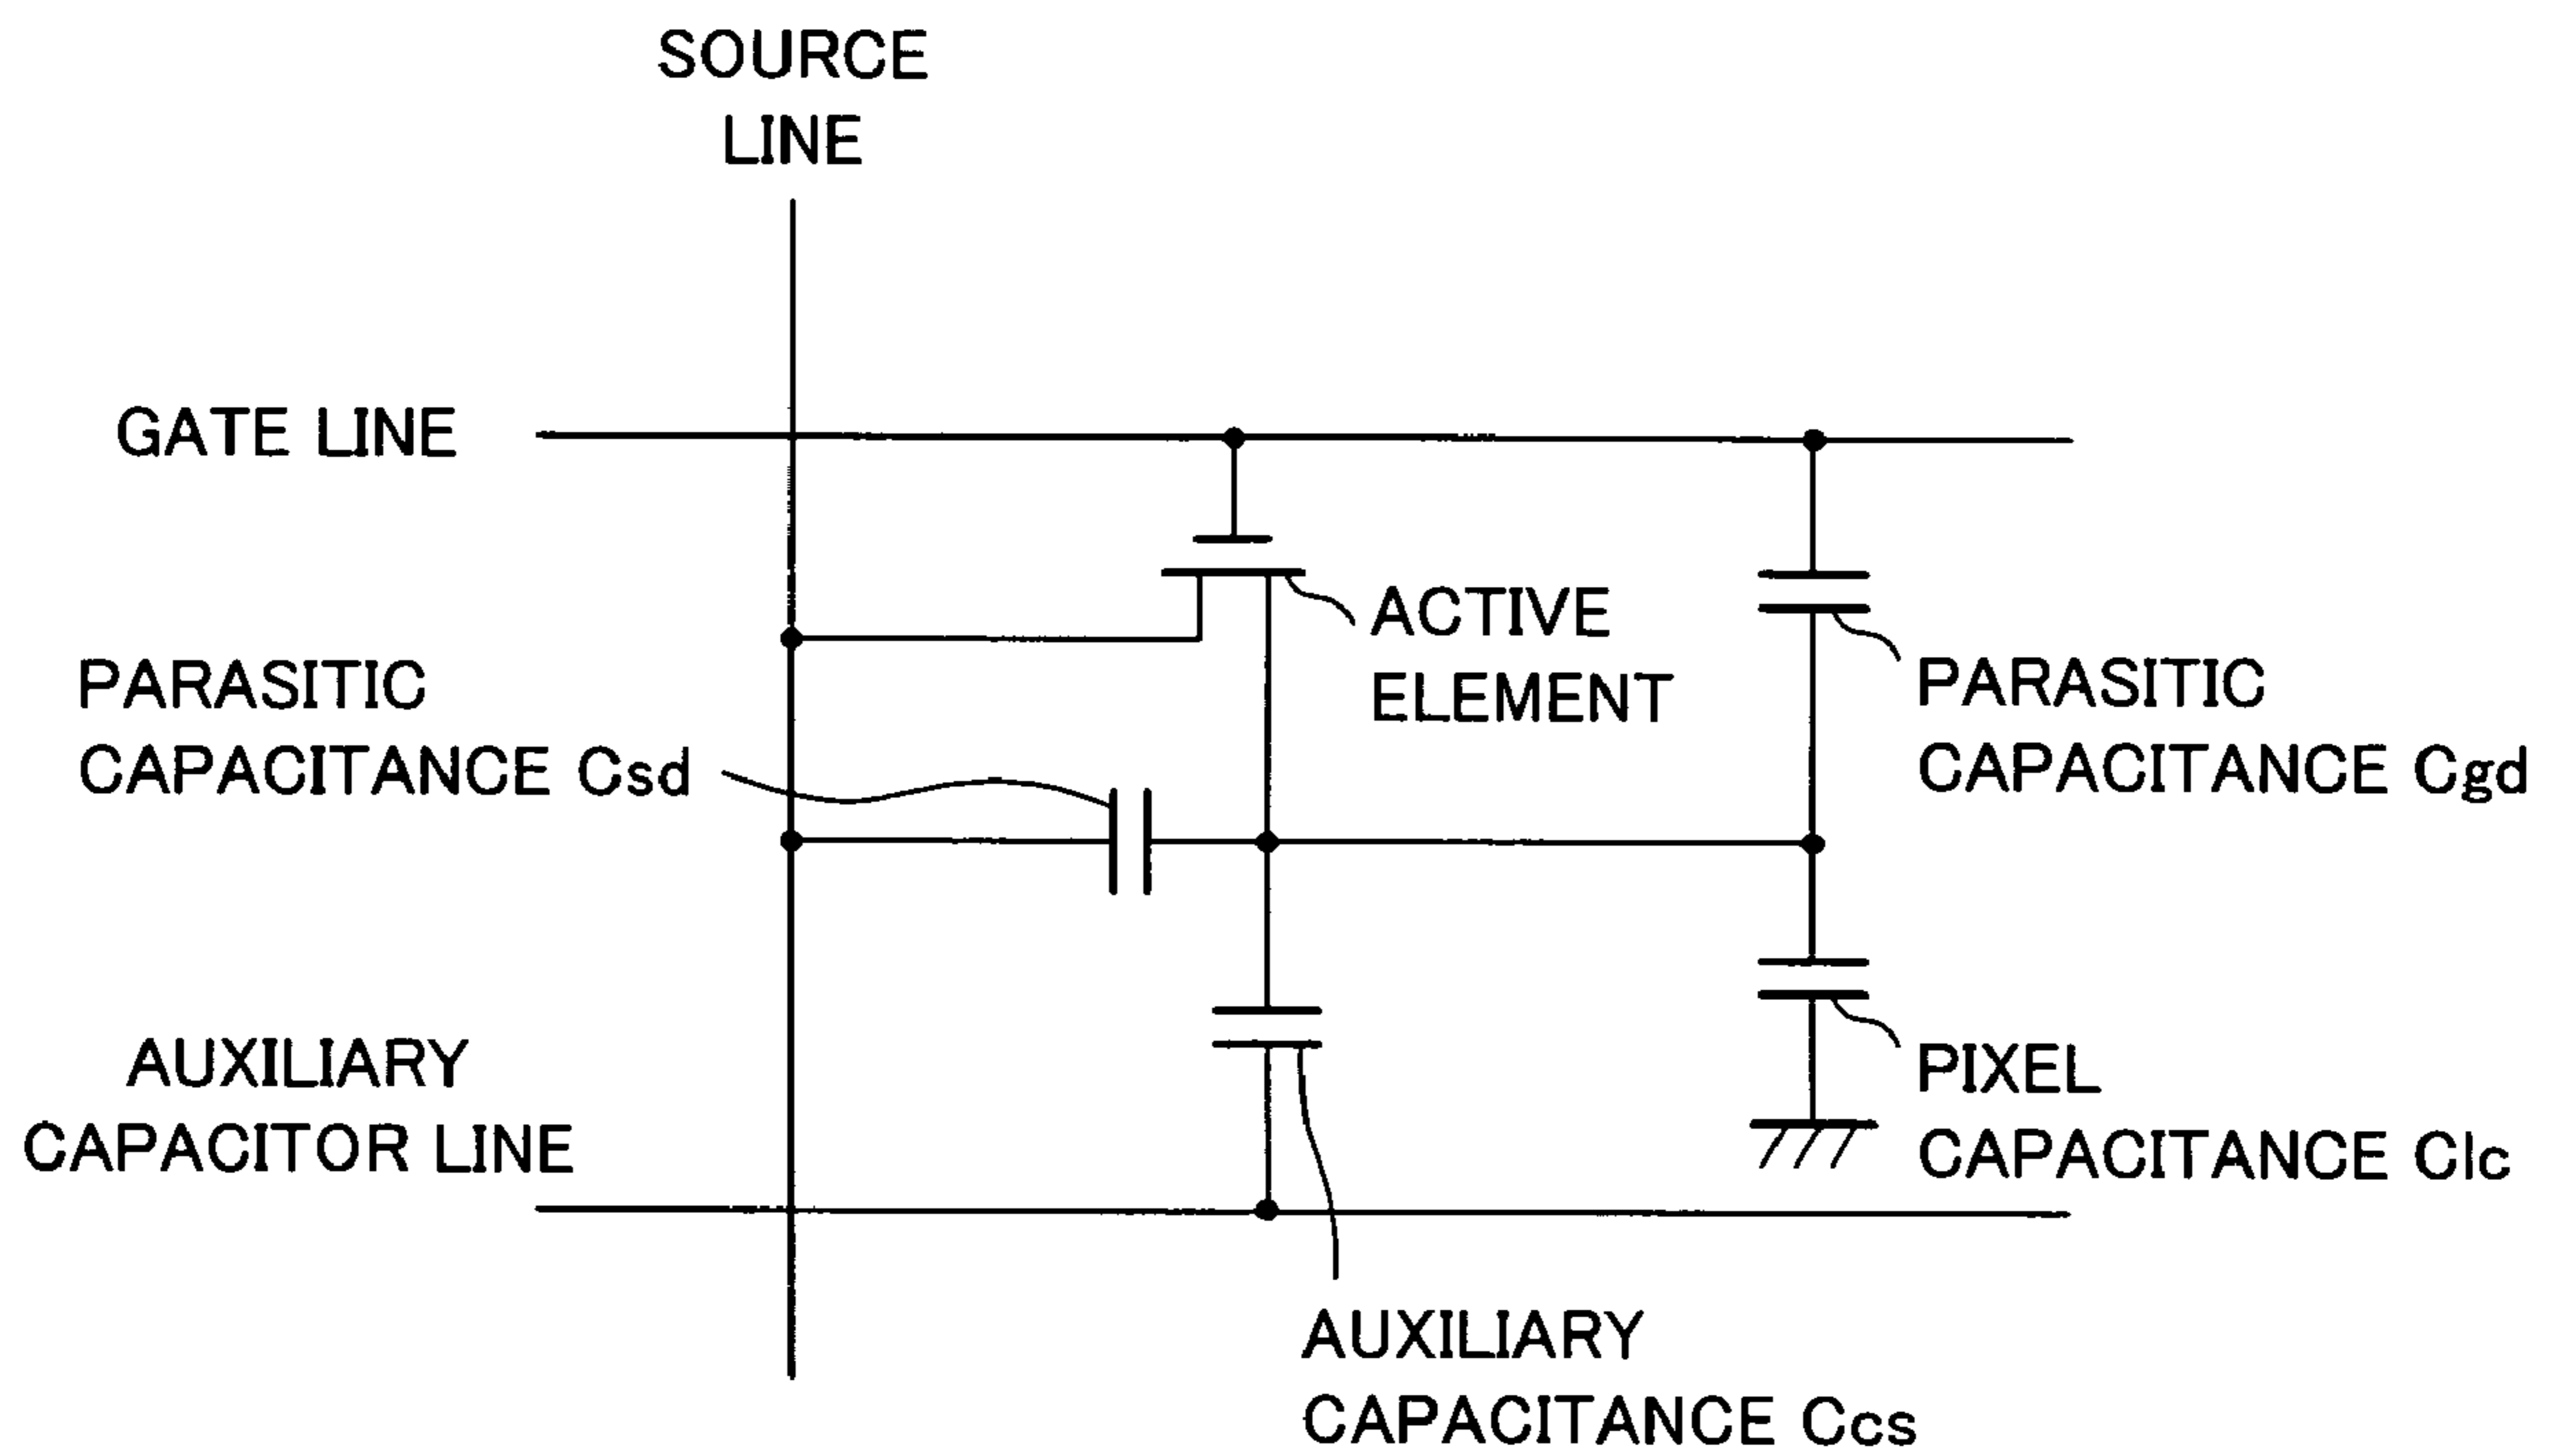 SOURCE
LINE
GATE LINE
ACTIVE
ELEMENT
PARASITIC
CAPACITANCE Csd
PARASITIC
CAPACITANCE Cgd
AUXILIARY
CAPACITOR LINE
PIXEL
CAPACITANCE Clc
AUXILIARY
CAPACITANCE Ccs